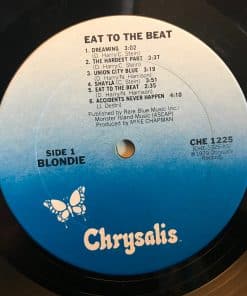 EAT TO THE BEAT
1. DREAMING 3:02
(D. Harry/C. Stein)
2. THE HARDEST PART 3:37
(D. Harry/C. Stein)
3. UNION CITY BLUE 3:19
(D. Harry/N. Harrison)
4. SHAYLA (C. Stein) 3:51
5. EAT TO THE BEAT 2:35
(D. Harry/N. Harrison)
6. ACCIDENTS NEVER HAPPEN 4:10
(J. Destri)
Published by Rare Blue Music Inc./
Monster Island Music (ASCAP)
Produced by MIKE CHAPMAN
SIDE 1
BLONDIE
CHE 1225
Chrysalis